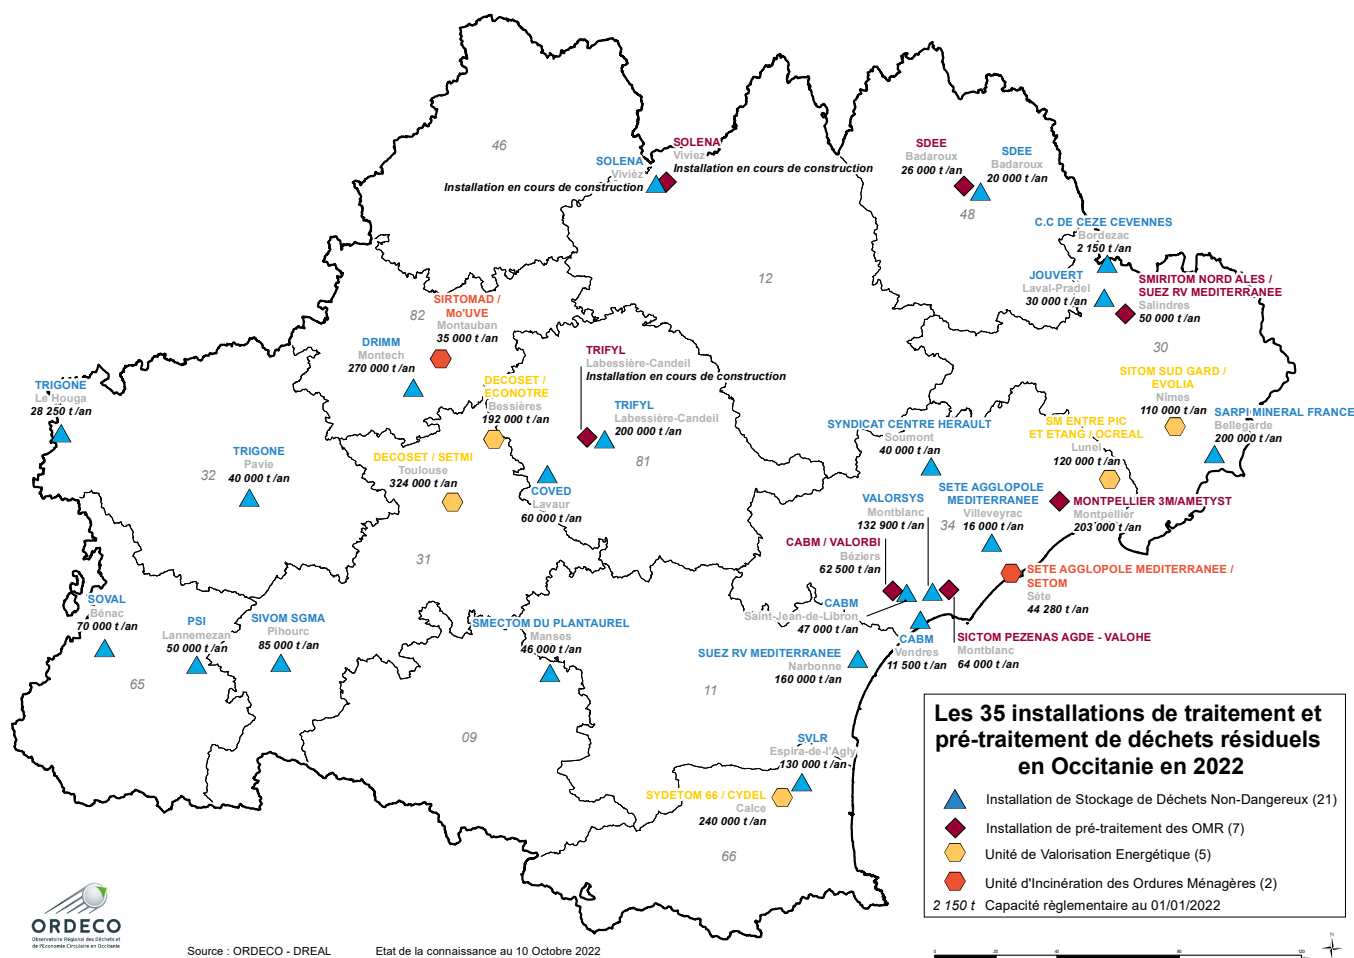 46
SOLENA
Viviez
Installation en cours de construction
SOLENA
Vivièz
Installation en cours de construction
SDEE
Badaroux
26 000 t /an
SDEE
Badaroux
20 000 t /an
48
C.C DE CEZE CEVENNES
Bordezac
2 150 t /an
12
JOUVERT
Laval-Pradel
30 000 t /an
SMIRITOM NORD ALES /
SUEZ RV MEDITERRANEE
Salindres
50 000 t /an
30
SIRTOMAD /
Mo'UVE
Montauban
35 000 t /an
82
DRIMM
Montech
270 000 t /an
TRIFYL
Labessière-Candeil
Installation en cours de construction
TRIFYL
Labessière-Candeil
200 000 t /an
81
DECOSET /
ECONOTRE
Bessières
192 000 t /an
TRIGONE
Le Houga
28 250 t /an
SITOM SUD GARD /
EVOLIA
Nîmes
110 000 t /an
SARPI MINERAL FRANCE
Bellegarde
200 000 t /an
SM ENTRE PIC
ET ETANG / OCREAL
Lunel
120 000 t /an
SYNDICAT CENTRE HERAULT
Soumont
40 000 t /an
32
TRIGONE
Pavie
40 000 t /an
DECOSET / SETMI
Toulouse
324 000 t /an
COVED
Lavaur
60 000 t /an
31
VALORSYS
Montblanc
132 900 t /an
SETE AGGLOPOLE
MEDITERRANEE
Villeveyrac
16 000 t /an
34
MONTPELLIER 3M/AMETYST
Montpellier
203 000 t /an
CABM / VALORBI
Béziers
62 500 t /an
SETE AGGLOPOLE MEDITERRANEE /
SETOM
Sète
44 280 t /an
CABM
Saint-Jean-de-Libron
47 000 t /an
CABM
Vendres
11 500 t /an
SICTOM PEZENAS AGDE - VALOHE
Montblanc
64 000 t /an
SOVAL
Bénac
70 000 t /an
PSI
Lannemezan
50 000 t /an
SIVOM SGMA
Pihourc
85 000 t /an
65
SMECTOM DU PLANTAUREL
Manses
46 000 t /an
09
SUEZ RV MEDITERRANEE
Narbonne
160 000 t /an
11
SVLR
Espira-de-l'Agly
130 000 t /an
SYDETOM 66 / CYDEL
Calce
240 000 t /an
66
Les 35 installations de traitement et
pré-traitement de déchets résiduels
en Occitanie en 2022
Installation de Stockage de Déchets Non-Dangereux (21)
Installation de pré-traitement des OMR (7)
Unité de Valorisation Energétique (5)
Unité d'Incinération des Ordures Ménagères (2)
2 150 t Capacité règlementaire au 01/01/2022
ORDECO
Observatoire Régional des Déchets et
de l'Economie Circulaire en Occitanie
Source : ORDECO - DREAL Etat de la connaissance au 10 Octobre 2022